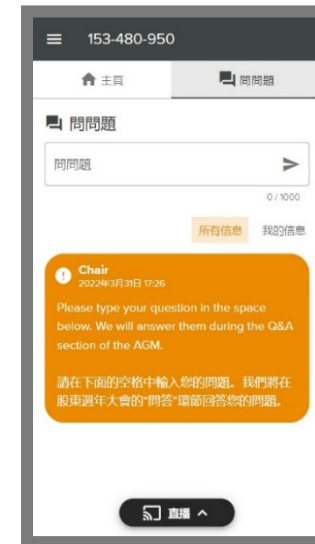 153-480-950
主頁
問問題
問問題
問問題
0 / 1000
所有信息
我的信息
Chair
2022年3月31日 17:26
Please type your question in the space
below. We will answer them during the Q&A
section of the AGM.
請在下面的空格中輸入您的問題。我們將在
股東週年大會的"問答"環節回答您的問題。
直播